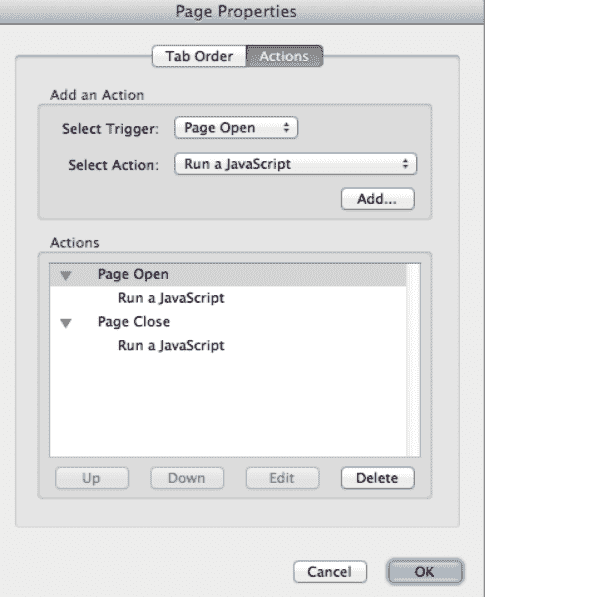 Page Properties
Tab Order Actions
Add an Action
Select Trigger: Page Open
Select Action: Run a JavaScript
Add...
Actions
Page Open
Run a JavaScript
Page Close
Run a JavaScript
Up Down Edit Delete
Cancel OK